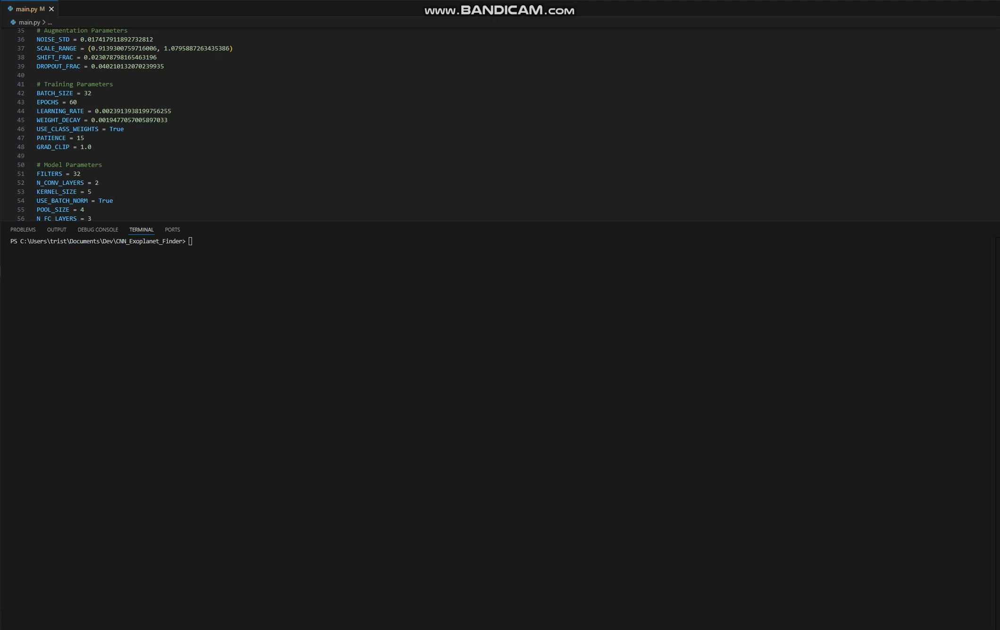 main.py M
www.BANDICAM.com
main.py > ...
35 # Augmentation Parameters
36 NOISE_STD = 0.017417911892732812
37 SCALE_RANGE = (0.9139300759716006, 1.0795887263435386)
38 SHIFT_FRAC = 0.023078798165463196
39 DROPOUT_FRAC = 0.040210132070239935
40
41 # Training Parameters
42 BATCH_SIZE = 32
43 EPOCHS = 60
44 LEARNING_RATE = 0.0023913938199756255
45 WEIGHT_DECAY = 0.0019477057005897033
46 USE_CLASS_WEIGHTS = True
47 PATIENCE = 15
48 GRAD_CLIP = 1.0
49
50 # Model Parameters
51 FILTERS = 32
52 N_CONV_LAYERS = 2
53 KERNEL_SIZE = 5
54 USE_BATCH_NORM = True
55 POOL_SIZE = 4
56 N_FC_LAYERS = 3
PROBLEMS OUTPUT DEBUG CONSOLE TERMINAL PORTS
PS C:\Users\trist\Documents\Dev\CNN_Exoplanet_Finder>